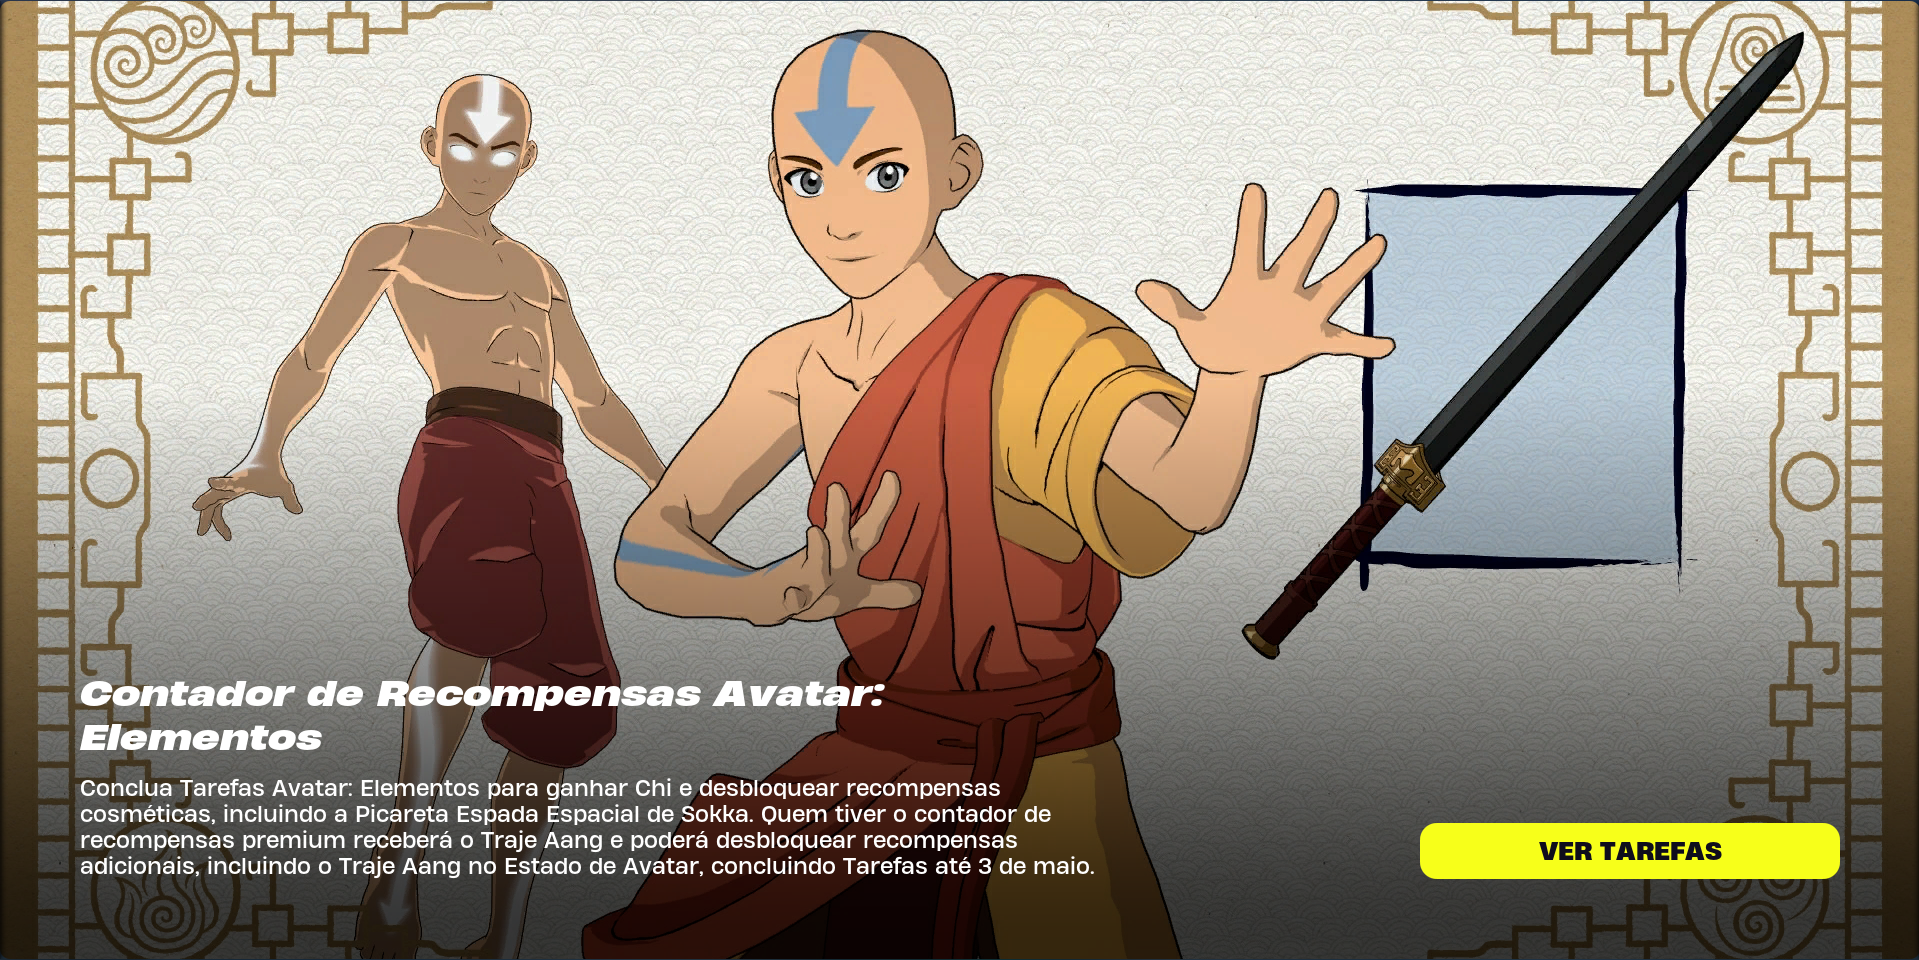 Contador de Recompensas Avatar:
Elementos
Conclua Tarefas Avatar: Elementos para ganhar Chi e desbloquear recompensas
cosméticas, incluindo a Picareta Espada Espacial de Sokka. Quem tiver o contador de
recompensas premium receberá o Traje Aang e poderá desbloquear recompensas
adicionais, incluindo o Traje Aang no Estado de Avatar, concluindo Tarefas até 3 de maio.
VER TAREFAS